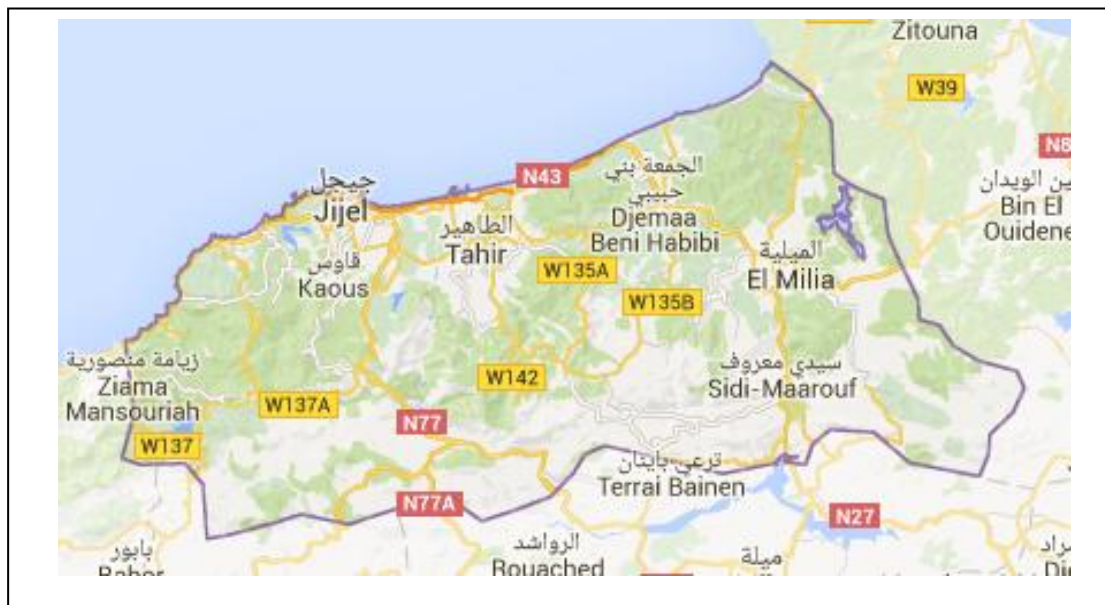 Zitouna
W39
N8
ين الويدان
Bin El
Ouidene
N43
الجمعة بني
حبيبي
Djemaa
Beni Habibi
جيجل
Jijel
الطاهير
Tahir
قاوس
Kaous
W135A
الميلية
El Milia
W135B
زيامة منصورية
Ziama
Mansouriah
W142
سيدي معروف
Sidi-Maarouf
W137A
N77
W137
ترعي-باينان
Terrai Bainen
N77A
N27
بابور
Babor
الرواشد
Rouached
ميلة
مراد